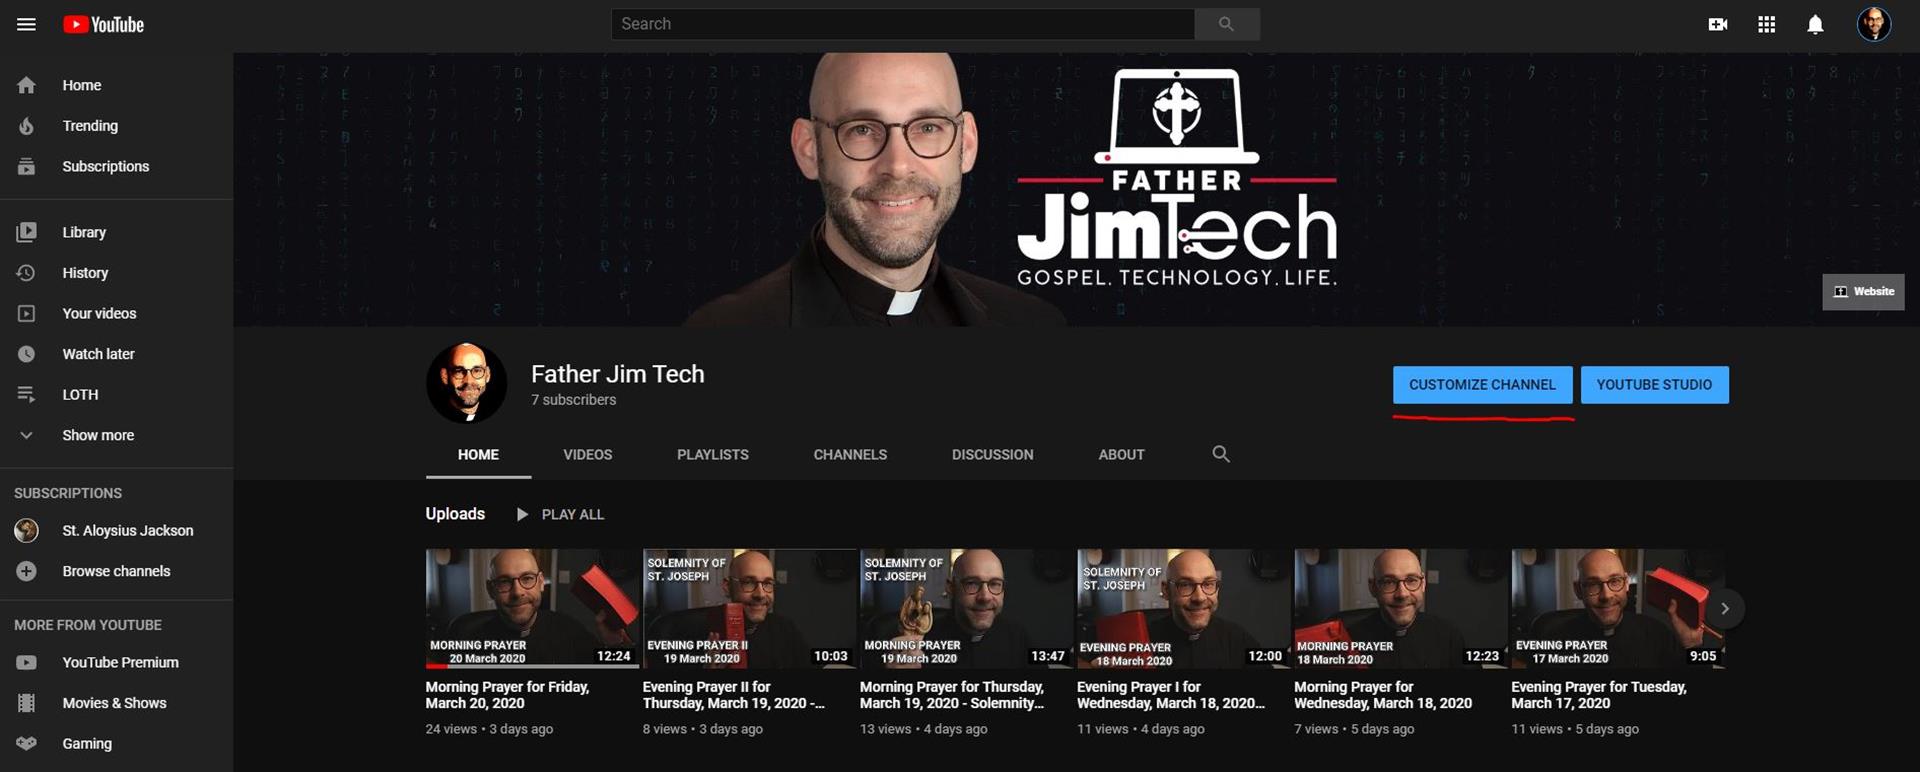 YouTube
Search
Home
Trending
Subscriptions
Library
History
Your videos
Watch later
LOTH
Show more
SUBSCRIPTIONS
St. Aloysius Jackson
Browse channels
MORE FROM YOUTUBE
YouTube Premium
Movies & Shows
Gaming
FATHER
JimTech
GOSPEL. TECHNOLOGY. LIFE.
Website
Father Jim Tech
7 subscribers
CUSTOMIZE CHANNEL
YOUTUBE STUDIO
HOME
VIDEOS
PLAYLISTS
CHANNELS
DISCUSSION
ABOUT
Uploads
PLAY ALL
MORNING PRAYER
20 March 2020
12:24
Morning Prayer for Friday,
March 20, 2020
24 views • 3 days ago
SOLEMNITY OF
ST. JOSEPH
EVENING PRAYER II
19 March 2020
10:03
Evening Prayer II for
Thursday, March 19, 2020 -...
8 views • 3 days ago
SOLEMNITY OF
ST. JOSEPH
MORNING PRAYER
19 March 2020
13:47
Morning Prayer for Thursday,
March 19, 2020 - Solemnity...
13 views • 4 days ago
SOLEMNITY OF
ST. JOSEPH
EVENING PRAYER
18 March 2020
12:00
Evening Prayer I for
Wednesday, March 18, 2020...
11 views • 4 days ago
MORNING PRAYER
18 March 2020
12:23
Morning Prayer for
Wednesday, March 18, 2020
7 views • 5 days ago
EVENING PRAYER
17 March 2020
9:05
Evening Prayer for Tuesday,
March 17, 2020
11 views • 5 days ago